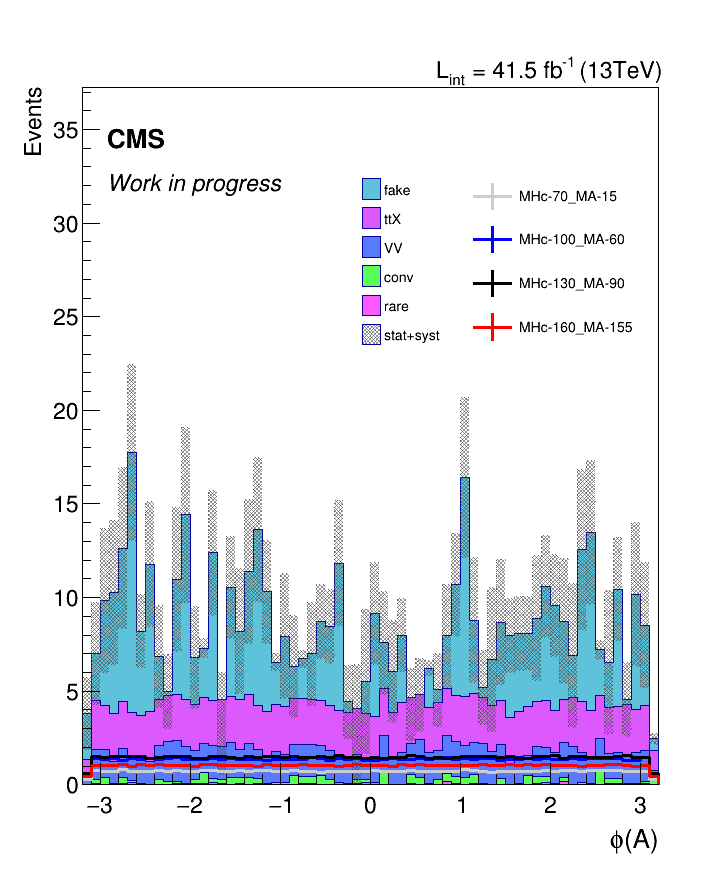 L_int = 41.5 fb^-1 (13TeV)
Events
CMS
Work in progress
fake
ttX
VV
conv
rare
stat+syst
MHc-70_MA-15
MHc-100_MA-60
MHc-130_MA-90
MHc-160_MA-155
35
30
25
20
15
10
5
0
−3 −2 −1 0 1 2 3
ϕ(A)